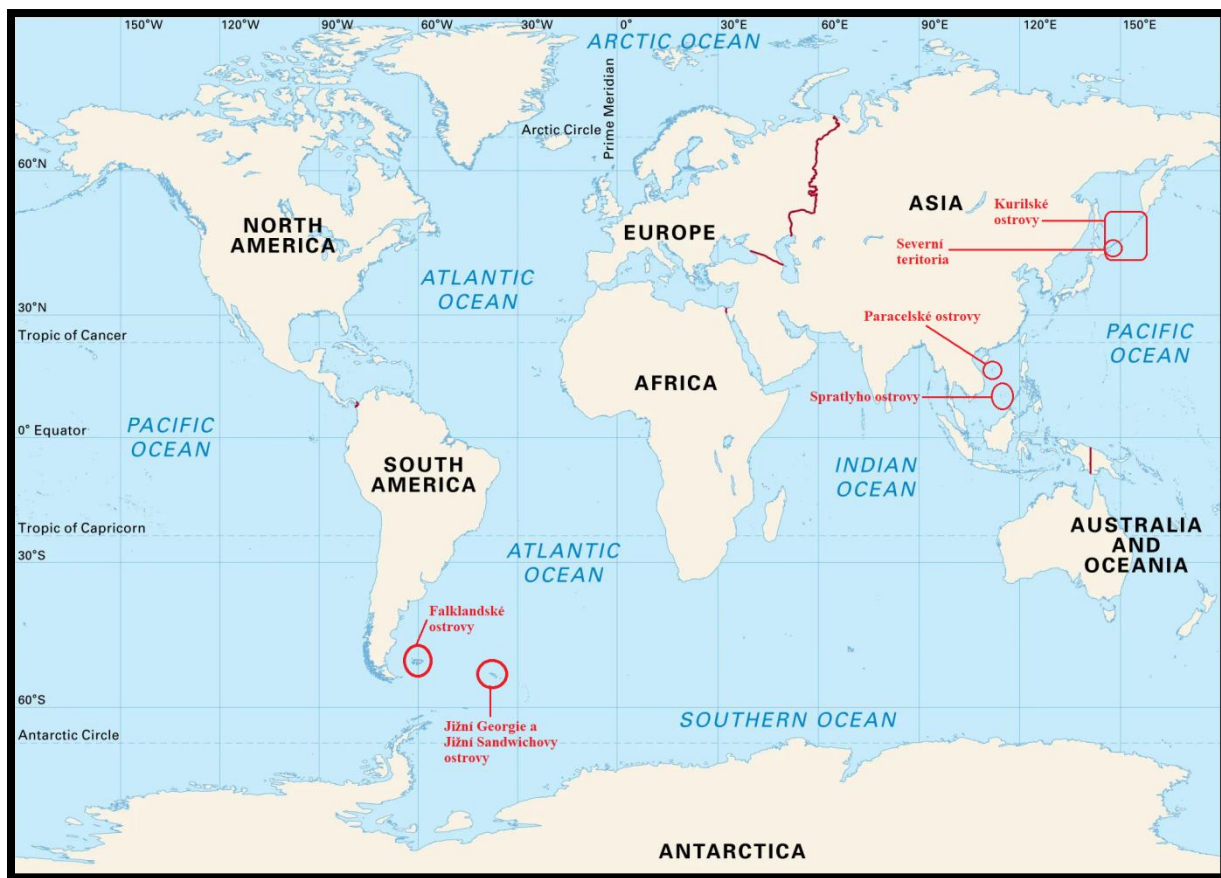 150°W
120°W
90°W
60°W
30°W
0°
30°E
60°E
90°E
120°E
150°E
ARCTIC OCEAN
Prime Meridian
Arctic Circle
60°N
NORTH
AMERICA
EUROPE
ASIA
Kurilské
ostrovy
Severní
teritoria
ATLANTIC
OCEAN
30°N
Tropic of Cancer
Paracelské ostrovy
PACIFIC
OCEAN
AFRICA
Spratlyho ostrovy
PACIFIC
OCEAN
0° Equator
SOUTH
AMERICA
INDIAN
OCEAN
Tropic of Capricorn
30°S
ATLANTIC
OCEAN
AUSTRALIA
AND
OCEANIA
Falklandské
ostrovy
60°S
Jižní Georgie a
Jižní Sandwichovy
ostrovy
SOUTHERN OCEAN
Antarctic Circle
ANTARCTICA